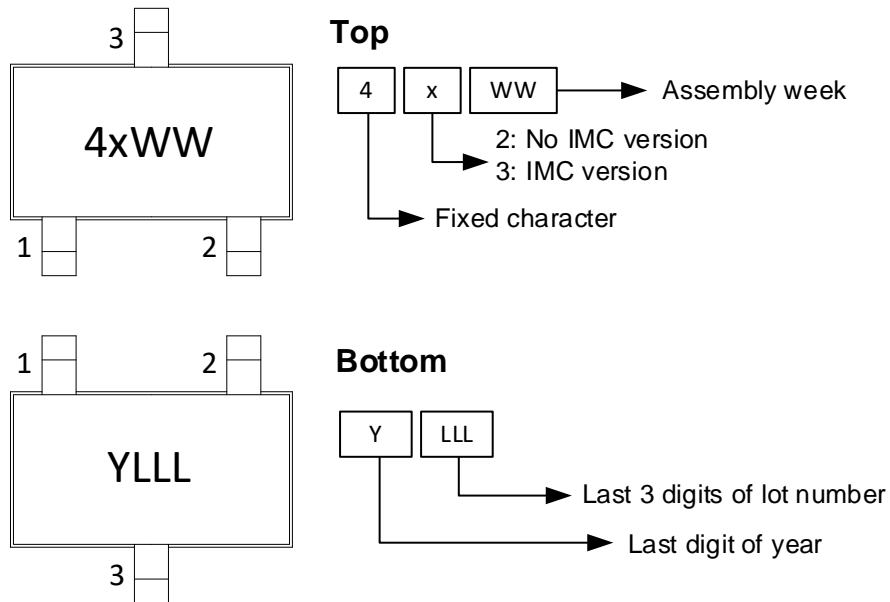 3
4xWW
1
2
Top
4 x WW
Assembly week
2: No IMC version
3: IMC version
Fixed character
1
2
YLLL
3
Bottom
Y LLL
Last 3 digits of lot number
Last digit of year